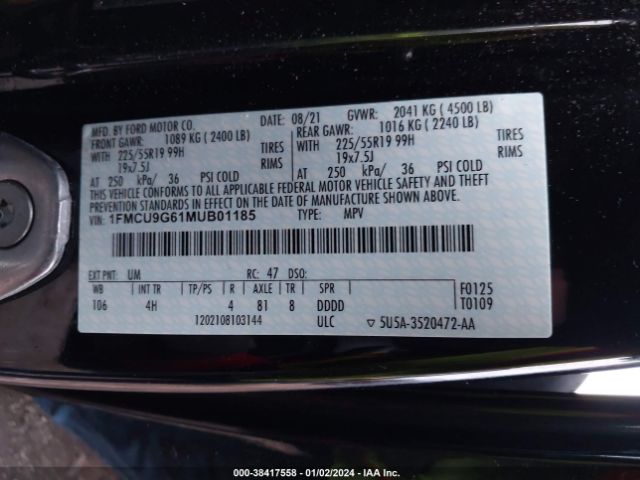 MFD. BY FORD MOTOR CO. DATE: 08/21 GVWR: 2041 KG ( 4500 LB)
FRONT GAWR: 1089 KG ( 2400 LB) REAR GAWR: 1016 KG ( 2240 LB)
WITH 225/55R19 99H TIRES WITH 225/55R19 99H TIRES
19x7.5J RIMS 19x7.5J RIMS
AT 250 kPa/ 36 PSI COLD AT 250 kPa/ 36 PSI COLD
THIS VEHICLE CONFORMS TO ALL APPLICABLE FEDERAL MOTOR VEHICLE SAFETY AND THEFT
PREVENTION STANDARDS IN EFFECT ON THE DATE OF MANUFACTURE SHOWN ABOVE.
VIN: 1FMCU9G61MUB01185 TYPE: MPV
EXT PNT: UM RC: 47 DSO:
WB INT TR TP/PS R AXLE TR SPR F0125
106 4H 4 81 8 DDDD T0109
1202108103144 ULC ▽ 5U5A-3520472-AA
000-38417558 - 01/02/2024 - IAA Inc.